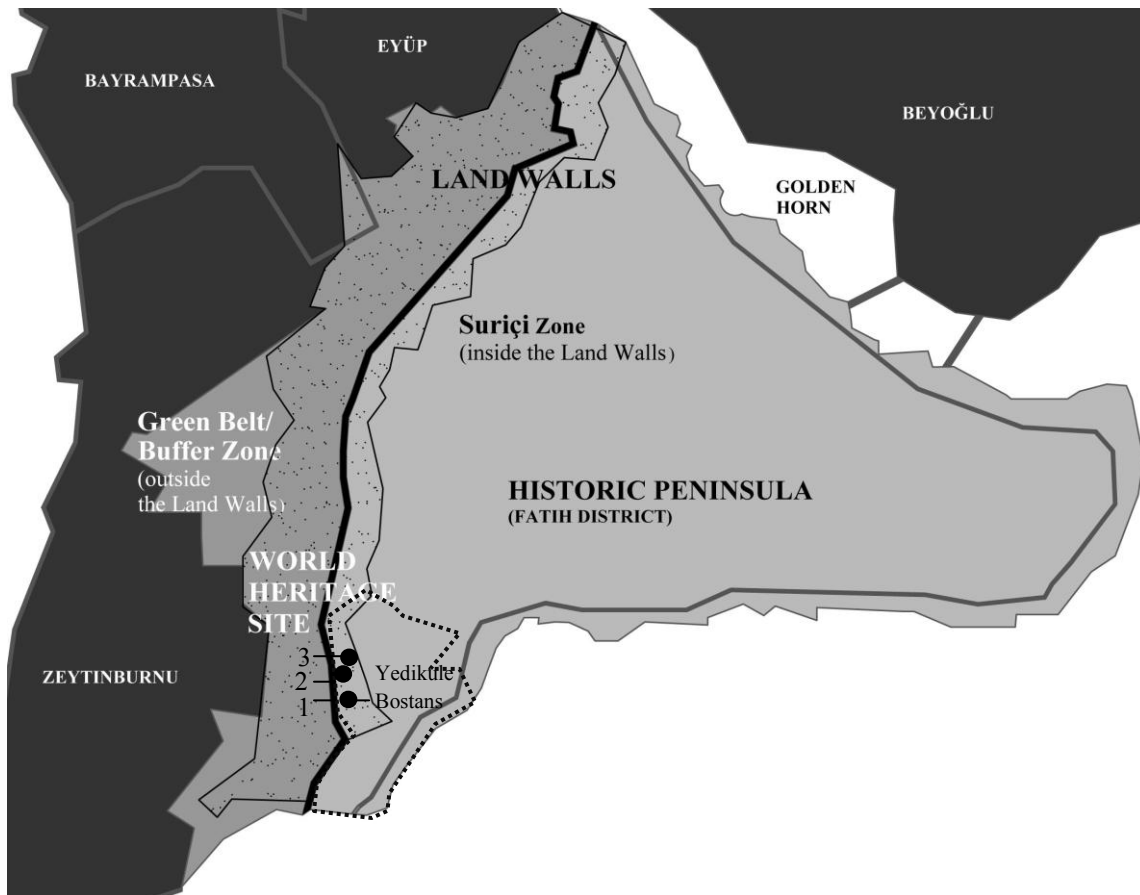 EYÜP
BAYRAMPASA
BEYOĞLU
LAND WALLS
GOLDEN
HORN
Suriçi Zone
(inside the Land Walls)
Green Belt/
Buffer Zone
(outside
the Land Walls)
HISTORIC PENINSULA
(FATIH DISTRICT)
WORLD
HERITAGE
SITE
3
2
1
Yedikule
Bostans
ZEYTINBURNU